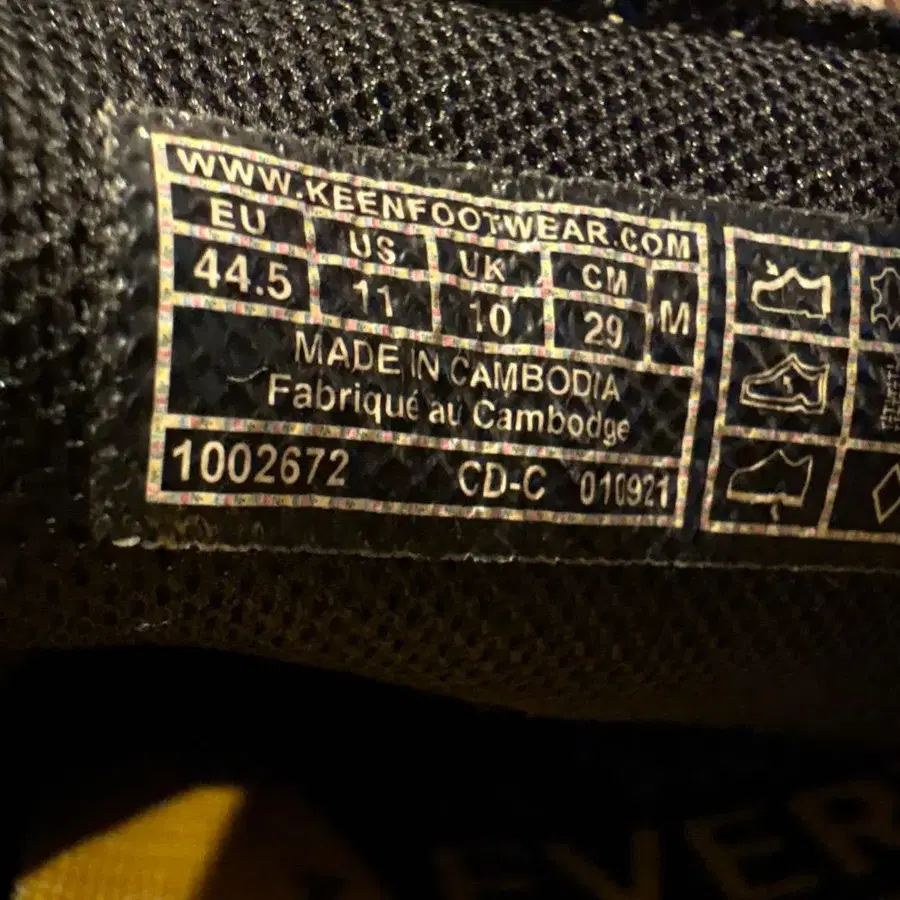 WWW.KEENFOOTWEAR.COM
EU US UK CM M
44.5 11 10 29
MADE IN CAMBODIA
Fabriqué au Cambodge
1002672 CD-C 010921
EVER